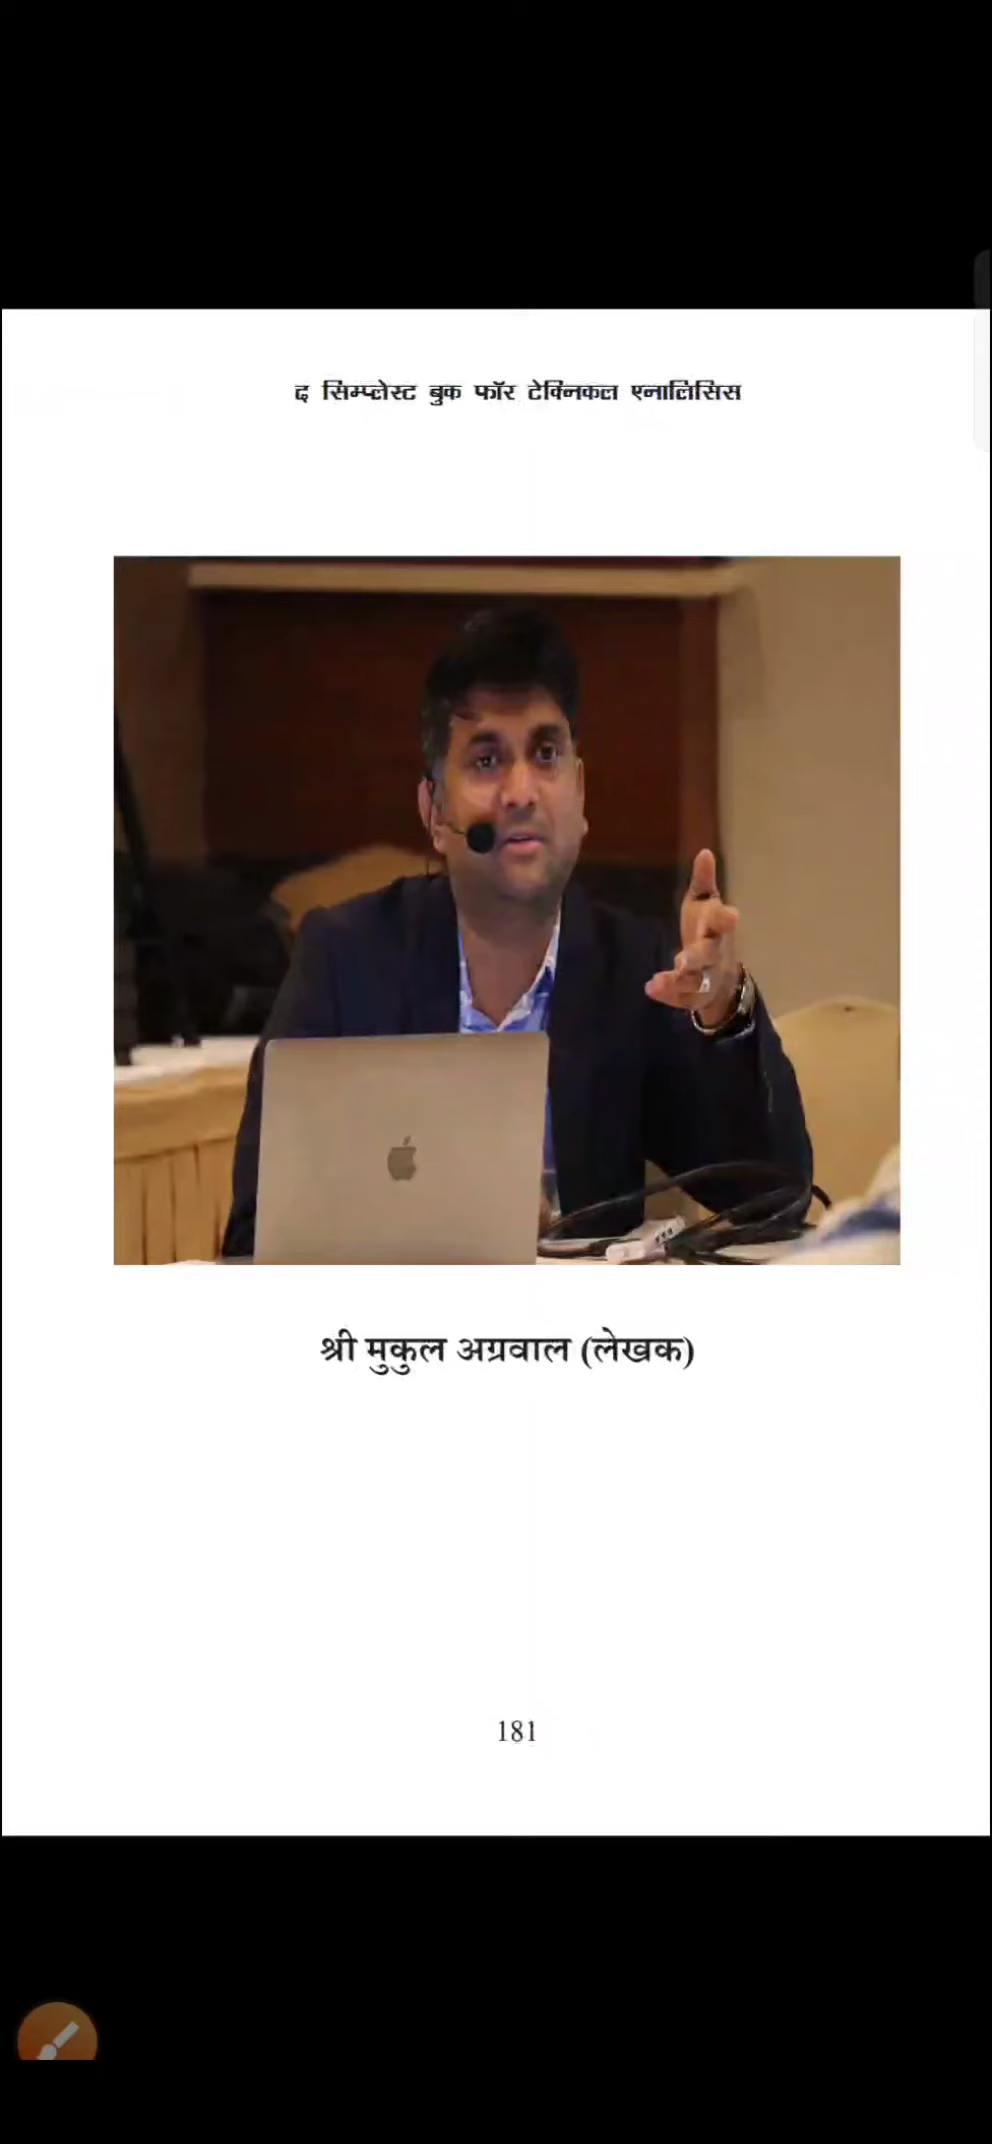 द सिम्प्लेस्ट बुक फॉर टेक्निकल एनालिसिस
श्री मुकुल अग्रवाल (लेखक)
181